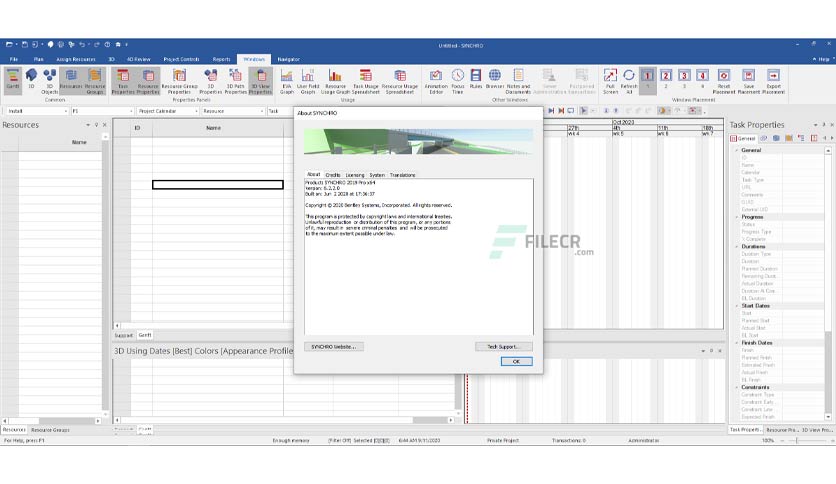 Untitled - SYNCHRO
File Plan Assign Resources 3D 4D Review Project Controls Reports Windows Navigator Help
Gantt 3D 3D Objects Resources Resource Groups Task Properties Resource Properties Resource Group Properties 3D Properties 3D Path Properties 3D View Properties EVA Graph User Field Graph Resource Usage Graph Task Usage Spreadsheet Resource Usage Spreadsheet Animation Editor Focus Time Rules Browser Notes and Documents Server Administration Postponed transactions Full Screen Refresh All 1 2 3 4 Reset Placement Save Placement Export Placement
Common Properties Panels Usage Other Windows Window Placement
Install Project Calendar Resource Task
Resources
Name
ID Name
Oct 2020
27th 4th 11th 18th
Wk 4 Wk 5 Wk 6 Wk 7
About SYNCHRO
About Credits Licensing System Translations
Product: SYNCHRO 2019 Pro x64
Version: 6.2.2.0
Built on: Jun 2 2020 at 17:36:37
Copyright © 2020 Bentley Systems, Incorporated. All rights reserved.
This program is protected by copyright laws and international treaties.
Unlawful reproduction or distribution of this program, or any portions
of it, may result in severe criminal penalties and will be prosecuted
to the maximum extent possible under law.
SYNCHRO Website... Tech Support...
OK
FILECR
.com
Support Gantt
3D Using Dates [Best] Colors [Appearance Profile
Task Properties
General
General
ID
Name
Calendar
Task Type
URL
Comments
GUID
External UID
Progress
Status
Progress Type
% Complete
Durations
Duration Type
Duration
Planned Duration
Remaining Durat...
Actual Duration
Duration At Com...
BL Duration
Start Dates
Start
Planned Start
Actual Start
BL Start
Finish Dates
Finish
Planned Finish
Estimated Finish
Actual Finish
BL Finish
Constraints
Constraint Type
Constraint Early...
Constraint Late...
Resources Resource Groups
Task Properti... Resource Pro... 3D View Pro...
For Help, press F1 Enough memory [Filter Off] Selected [0][0][0] 6:44 AM 9/11/2020 Private Project Transactions: 0 Administrator 100%